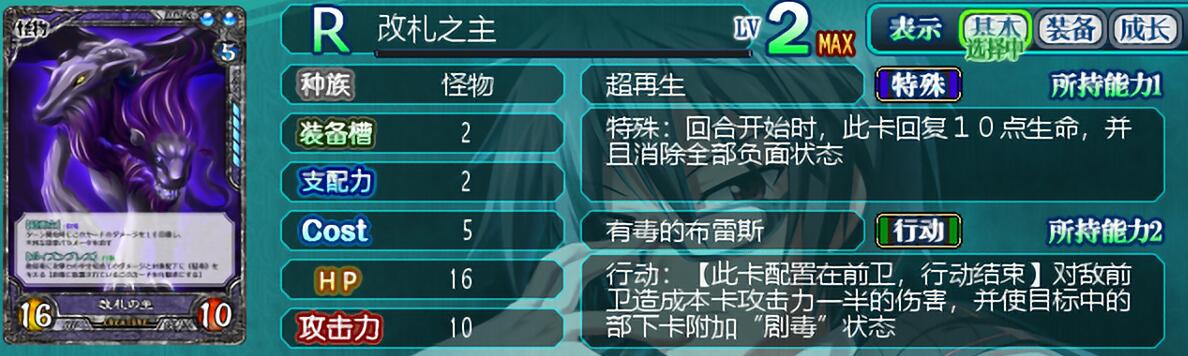 怪物
5
改札の主
16
10
R 改札之主 LV 2 MAX
表示 基本 选择中 装备 成长
种族 怪物
装备槽 2
支配力 2
Cost 5
HP 16
攻击力 10
超再生 特殊 所持能力1
特殊：回合开始时，此卡回复１０点生命，并
且消除全部负面状态
有毒的布雷斯 行动 所持能力2
行动：【此卡配置在前卫，行动结束】对敌前
卫造成本卡攻击力一半的伤害，并使目标中的
部下卡附加“剧毒”状态